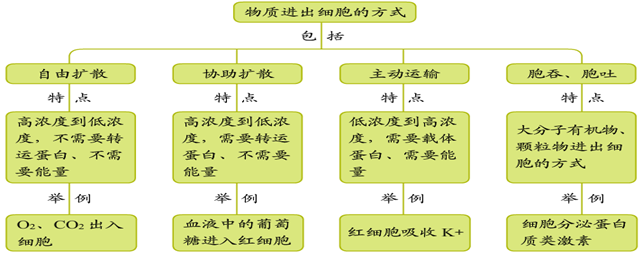 物质进出细胞的方式
包括
自由扩散
协助扩散
主动运输
胞吞、胞吐
特点
特点
特点
特点
高浓度到低浓
度，不需要转
运蛋白、不需
要能量
高浓度到低浓
度，需要转运
蛋白、不需要
能量
低浓度到高浓
度，需要载体
蛋白、需要能
量
大分子有机物、
颗粒物进出细
胞的方式
举例
举例
举例
举例
O2、CO2出入
细胞
血液中的葡萄
糖进入红细胞
红细胞吸收K+
细胞分泌蛋白
质类激素